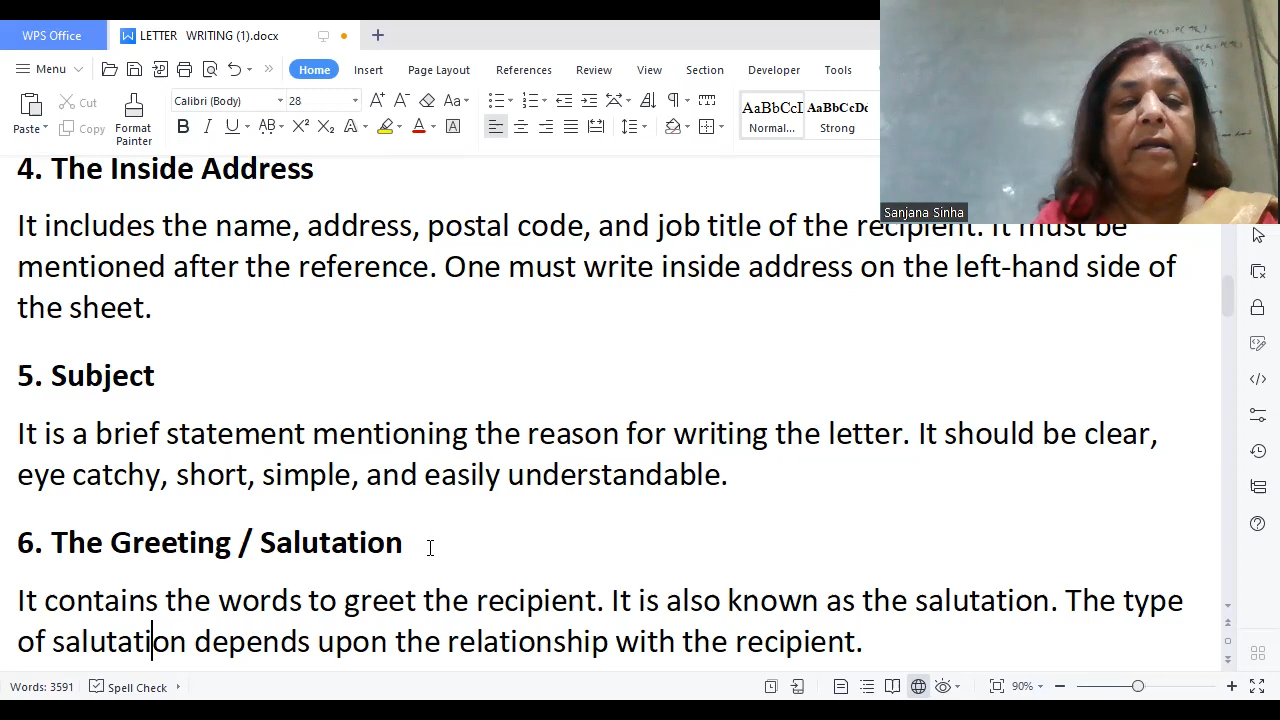 WPS Office
LETTER WRITING (1).docx
Menu
Home
Insert
Page Layout
References
Review
View
Section
Developer
Tools
Paste
Cut
Copy
Format
Painter
Calibri (Body)
28
AaBbCcD
AaBbCcDc
Normal...
Strong
Sanjana Sinha
4. The Inside Address
It includes the name, address, postal code, and job title of the recipient. It must be
mentioned after the reference. One must write inside address on the left-hand side of
the sheet.
5. Subject
It is a brief statement mentioning the reason for writing the letter. It should be clear,
eye catchy, short, simple, and easily understandable.
6. The Greeting / Salutation
It contains the words to greet the recipient. It is also known as the salutation. The type
of salutation depends upon the relationship with the recipient.
Words: 3591
Spell Check
90%